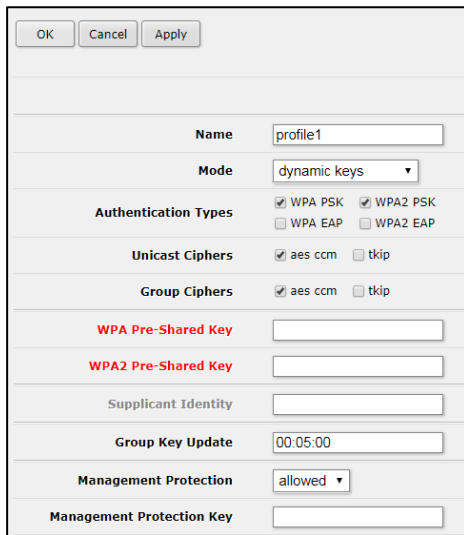 OK Cancel Apply
Name profile1
Mode dynamic keys
Authentication Types WPA PSK WPA2 PSK
WPA EAP WPA2 EAP
Unicast Ciphers aes ccm tkip
Group Ciphers aes ccm tkip
WPA Pre-Shared Key
WPA2 Pre-Shared Key
Supplicant Identity
Group Key Update 00:05:00
Management Protection allowed
Management Protection Key